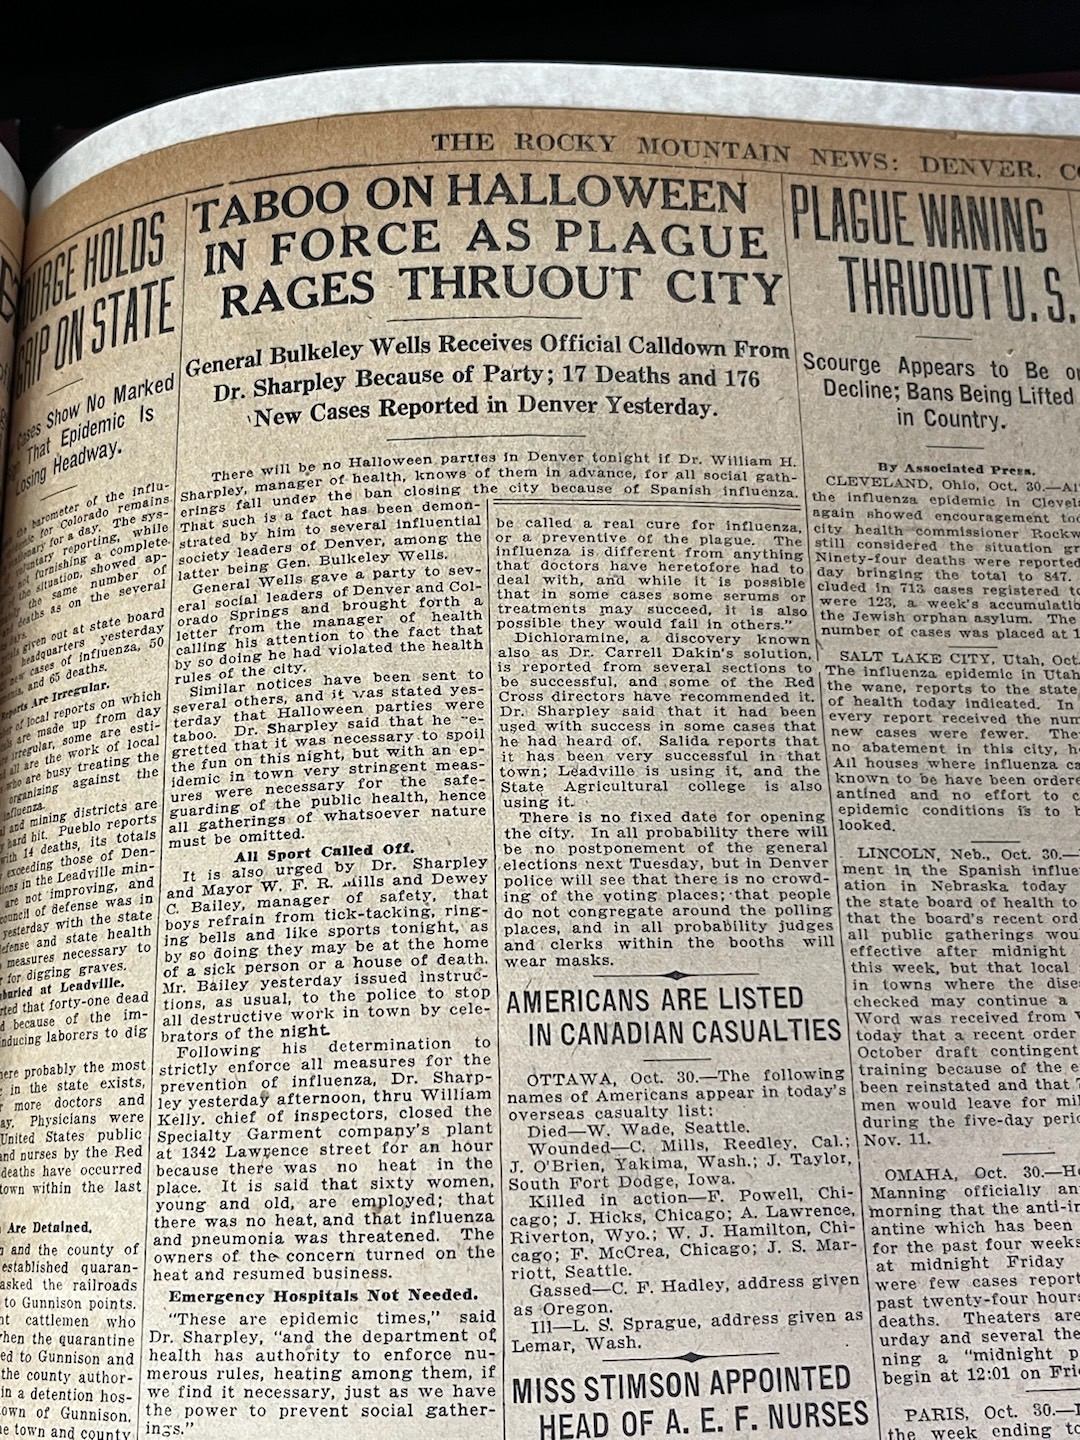 THE ROCKY MOUNTAIN NEWS: DENVER.
HOLDS
ON STATE
Show No Marked
That Epidemic Is
Losing Headway.
barometer of the influ-
for Colorado remains
for a day. The sys-
reporting, while
furnishing a complete
situation, showed ap-
the same number of
deaths as on the several
given out at state board
headquarters yesterday
cases of influenza, 50
and 65 deaths.
Reports Are Irregular.
of local reports on which
are made up from day
irregular, some are esti-
all are the work of local
who are busy treating the
organizing against the
influenza.
and mining districts are
hard hit. Pueblo reports
with 14 deaths, its totals
exceeding those of Den-
in the Leadville min-
are not improving, and
council of defense was in
yesterday with the state
defense and state health
measures necessary to
for digging graves.
at Leadville.
that forty-one dead
because of the im-
inducing laborers to dig
probably the most
in the state exists,
more doctors and
Physicians were
United States public
and nurses by the Red
deaths have occurred
town within the last
Are Detained.
and the county of
established quaran-
asked the railroads
to Gunnison points.
cattlemen who
when the quarantine
to Gunnison and
the county author-
in a detention hos-
town of Gunnison,
town and county
TABOO ON HALLOWEEN
IN FORCE AS PLAGUE
RAGES THRUOUT CITY
General Bulkeley Wells Receives Official Calldown From
Dr. Sharpley Because of Party; 17 Deaths and 176
New Cases Reported in Denver Yesterday.
There will be no Halloween parties in Denver tonight if Dr. William H.
Sharpley, manager of health, knows of them in advance, for all social gath-
erings fall under the ban closing the city because of Spanish influenza.
That such is a fact has been demon-
strated by him to several influential
society leaders of Denver, among the
latter being Gen. Bulkeley Wells.
General Wells gave a party to sev-
eral social leaders of Denver and Col-
orado Springs and brought forth a
letter from the manager of health
calling his attention to the fact that
by so doing he had violated the health
rules of the city.
Similar notices have been sent to
several others, and it was stated yes-
terday that Halloween parties were
taboo. Dr. Sharpley said that he "e-
gretted that it was necessary to spoil
the fun on this night, but with an ep-
idemic in town very stringent meas-
ures were necessary for the safe-
guarding of the public health, hence
all gatherings of whatsoever nature
must be omitted.
All Sport Called Off.
It is also urged by Dr. Sharpley
and Mayor W. F. R. Mills and Dewey
C. Bailey, manager of safety, that
boys refrain from tick-tacking, ring-
ing bells and like sports tonight, as
by so doing they may be at the home
of a sick person or a house of death.
Mr. Bailey yesterday issued instruc-
tions, as usual, to the police to stop
all destructive work in town by cele-
brators of the night.
Following his determination to
strictly enforce all measures for the
prevention of influenza, Dr. Sharp-
ley yesterday afternoon, thru William
Kelly, chief of inspectors, closed the
Specialty Garment company's plant
at 1342 Lawrence street for an hour
because there was no heat in the
place. It is said that sixty women,
young and old, are employed; that
there was no heat, and that influenza
and pneumonia was threatened. The
owners of the concern turned on the
heat and resumed business.
Emergency Hospitals Not Needed.
"These are epidemic times," said
Dr. Sharpley, "and the department of
health has authority to enforce nu-
merous rules, heating among them, if
we find it necessary, just as we have
the power to prevent social gather-
ings."
be called a real cure for influenza,
or a preventive of the plague. The
influenza is different from anything
that doctors have heretofore had to
deal with, and while it is possible
that in some cases some serums or
treatments may succeed, it is also
possible they would fail in others."
Dichloramine, a discovery known
also as Dr. Carrell Dakin's solution,
is reported from several sections to
be successful, and some of the Red
Cross directors have recommended it.
Dr. Sharpley said that it had been
used with success in some cases that
he had heard of. Salida reports that
it has been very successful in that
town; Leadville is using it, and the
State Agricultural college is also
using it.
There is no fixed date for opening
the city. In all probability there will
be no postponement of the general
elections next Tuesday, but in Denver
police will see that there is no crowd-
ing of the voting places; that people
do not congregate around the polling
places, and in all probability judges
and clerks within the booths will
wear masks.
AMERICANS ARE LISTED
IN CANADIAN CASUALTIES
OTTAWA, Oct. 30.—The following
names of Americans appear in today's
overseas casualty list:
Died—W. Wade, Seattle.
Wounded—C. Mills, Reedley, Cal.;
J. O'Brien, Yakima, Wash.; J. Taylor,
South Fort Dodge, Iowa.
Killed in action—F. Powell, Chi-
cago; J. Hicks, Chicago; A. Lawrence,
Riverton, Wyo.; W. J. Hamilton, Chi-
cago; F. McCrea, Chicago; J. S. Mar-
riott, Seattle.
Gassed—C. F. Hadley, address given
as Oregon.
Ill—L. S. Sprague, address given as
Lemar, Wash.
MISS STIMSON APPOINTED
HEAD OF A. E. F. NURSES
PLAGUE WANING
THRUOUT U. S.
Scourge Appears to Be
Decline; Bans Being Lifted
in Country.
By Associated Press.
CLEVELAND, Ohio, Oct. 30.—
the influenza epidemic in
again showed encouragement
city health commissioner
still considered the situation
Ninety-four deaths were reported
day bringing the total to 847.
cluded in 713 cases registered
were 123, a week's
the Jewish orphan asylum. The
number of cases was placed at
SALT LAKE CITY, Utah, Oct.
The influenza epidemic in Utah
the wane, reports to the state
of health today indicated. In
every report received the
new cases were fewer.
no abatement in this city,
All houses where influenza
known to be have been
antined and no effort to
epidemic conditions is to
looked.
LINCOLN, Neb., Oct. 30.—
ment in the Spanish
ation in Nebraska today
the state board of health to
that the board's recent
all public gatherings
effective after midnight
this week, but that local
in towns where the
checked may continue a
Word was received from
today that a recent order
October draft contingent
training because of the
been reinstated and that
men would leave for
during the five-day
Nov. 11.
OMAHA, Oct. 30.—
Manning officially
morning that the
antine which has been
for the past four weeks
at midnight Friday
were few cases
past twenty-four hours
deaths. Theaters are
urday and several
ning a "midnight
begin at 12:01 on
PARIS, Oct. 30.—
the week ending